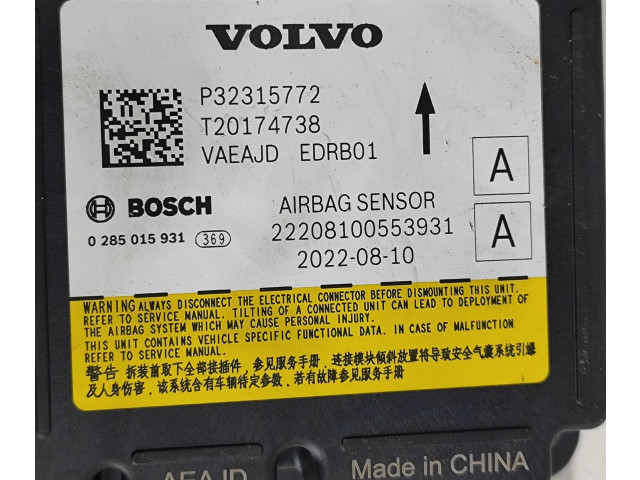 VOLVO
P32315772
T20174738
VAEAJD EDRB01
A
BOSCH
AIRBAG SENSOR
0 285 015 931 369
22208100553931
A
2022-08-10
WARNING ALWAYS DISCONNECT THE ELECTRICAL CONNECTOR BEFORE DISMOUNTING THIS UNIT.
REFER TO SERVICE MANUAL. TILTING OF A CONNECTED UNIT CAN LEAD TO DEPLOYMENT OF
THE AIRBAG SYSTEM WHICH MAY CAUSE PERSONAL INJURY.
THIS UNIT CONTAINS VEHICLE SPECIFIC FUNCTIONAL DATA. IN CASE OF MALFUNCTION
REFER TO SERVICE MANUAL.
警告 拆装首取下全部接插件，参见服务手册．连接模块倾斜放置将导致安全气囊系统引爆
及人身伤害．该系统含有车辆特定参数．若有故障参见服务手册
AEAJD
Made in CHINA